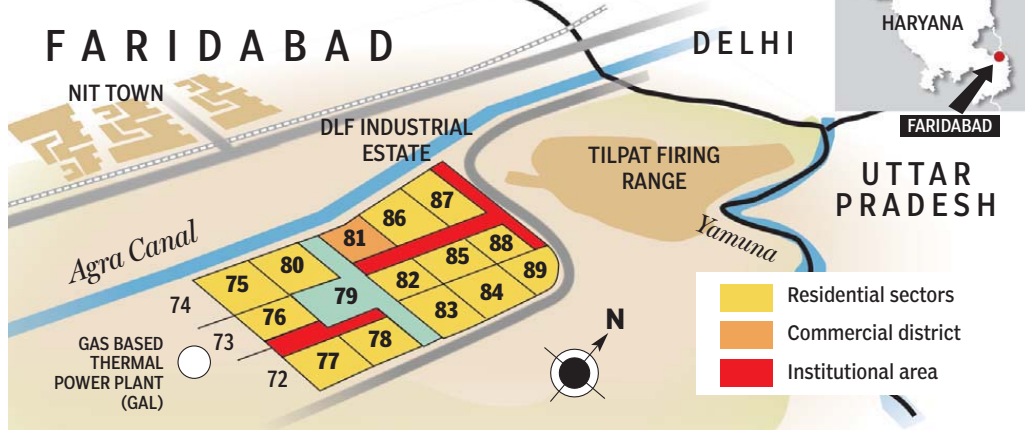 FARIDABAD
DELHI
HARYANA
FARIDABAD
NIT TOWN
DLF INDUSTRIAL
ESTATE
TILPAT FIRING
RANGE
UTTAR
PRADESH
Yamuna
Agra Canal
87
86
81
88
85
89
80
82
84
75
79
83
76
78
77
74
73
72
GAS BASED
THERMAL
POWER PLANT
(GAL)
N
Residential sectors
Commercial district
Institutional area